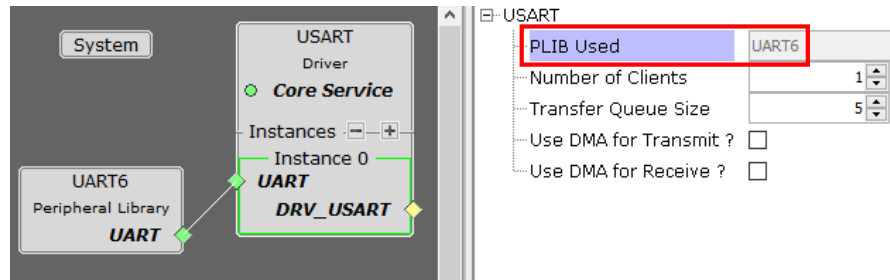 System
USART
Driver
Core Service
Instances
Instance 0
UART
DRV_USART
UART6
Peripheral Library
UART
USART
PLIB Used UART6
Number of Clients 1
Transfer Queue Size 5
Use DMA for Transmit ?
Use DMA for Receive ?